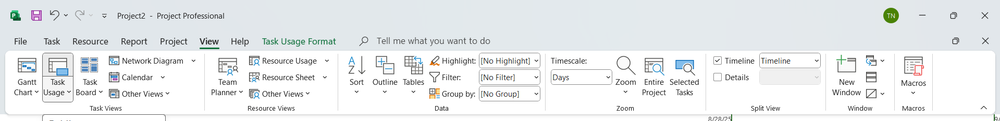 Project2 - Project Professional
TN
File Task Resource Report Project View Help Task Usage Format Tell me what you want to do
Gantt Chart
Task Usage
Task Board
Network Diagram
Calendar
Other Views
Task Views
Team Planner
Resource Usage
Resource Sheet
Other Views
Resource Views
Sort
Outline
Tables
Highlight: [No Highlight]
Filter: [No Filter]
Group by: [No Group]
Data
Timescale:
Days
Zoom
Entire Project
Selected Tasks
Zoom
Timeline Timeline
Details
Split View
New Window
Window
Macros
Macros
8/28/25